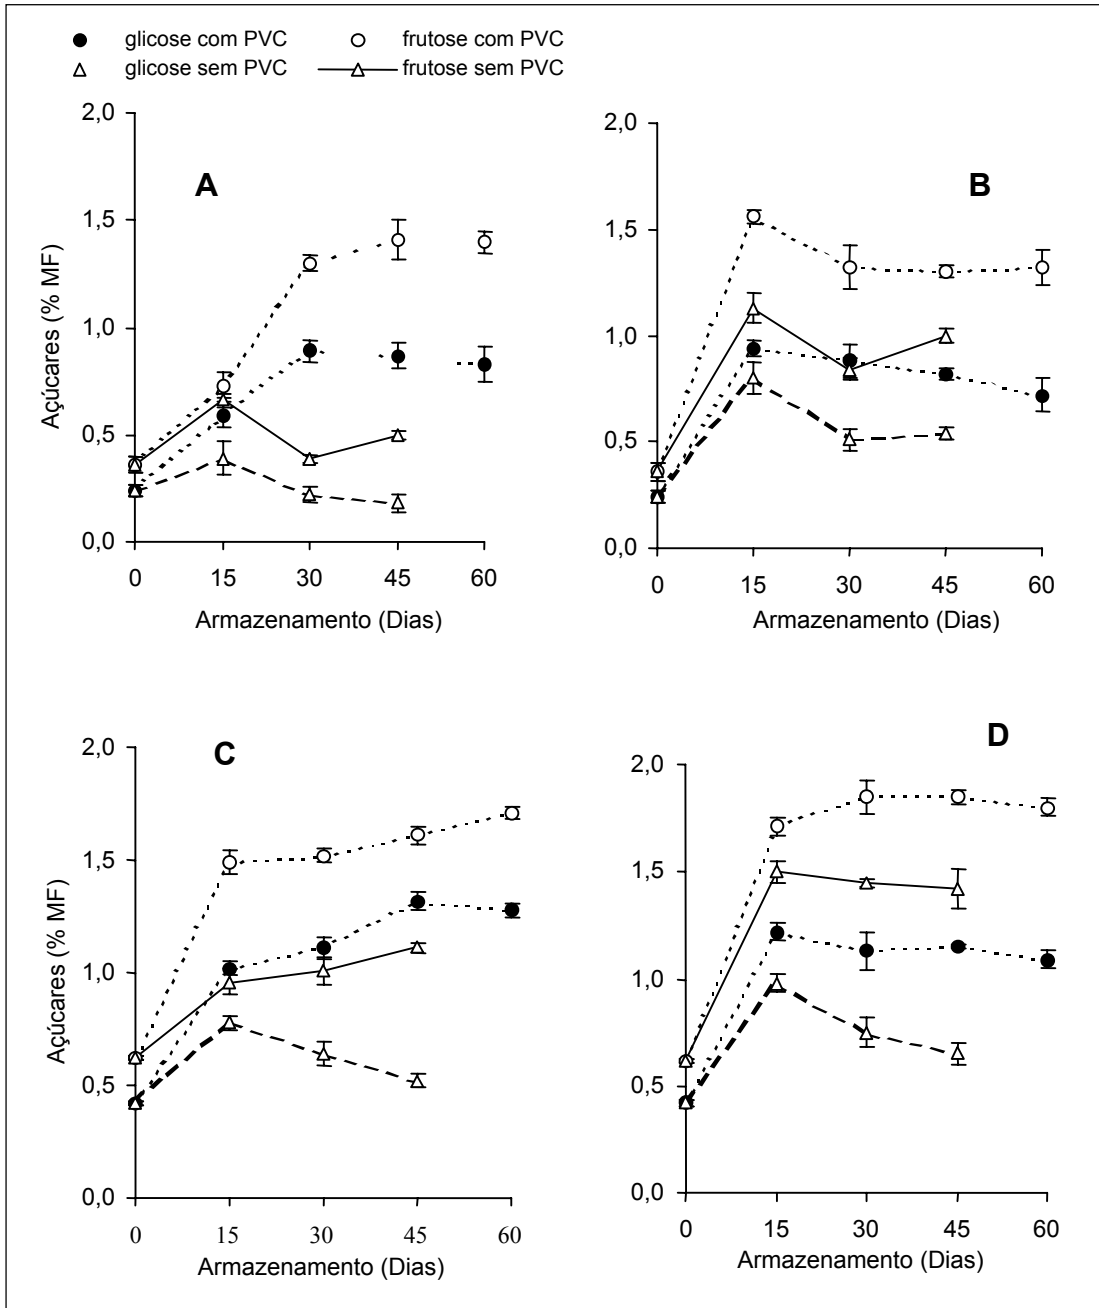 glicose com PVC frutose com PVC
glicose sem PVC frutose sem PVC
A
2,0
1,5
1,0
0,5
0,0
Açúcares (% MF)
0 15 30 45 60
Armazenamento (Dias)
B
2,0
1,5
1,0
0,5
0,0
0 15 30 45 60
Armazenamento (Dias)
C
2,0
1,5
1,0
0,5
0,0
Açúcares (% MF)
0 15 30 45 60
Armazenamento (Dias)
D
2,0
1,5
1,0
0,5
0,0
0 15 30 45 60
Armazenamento (Dias)